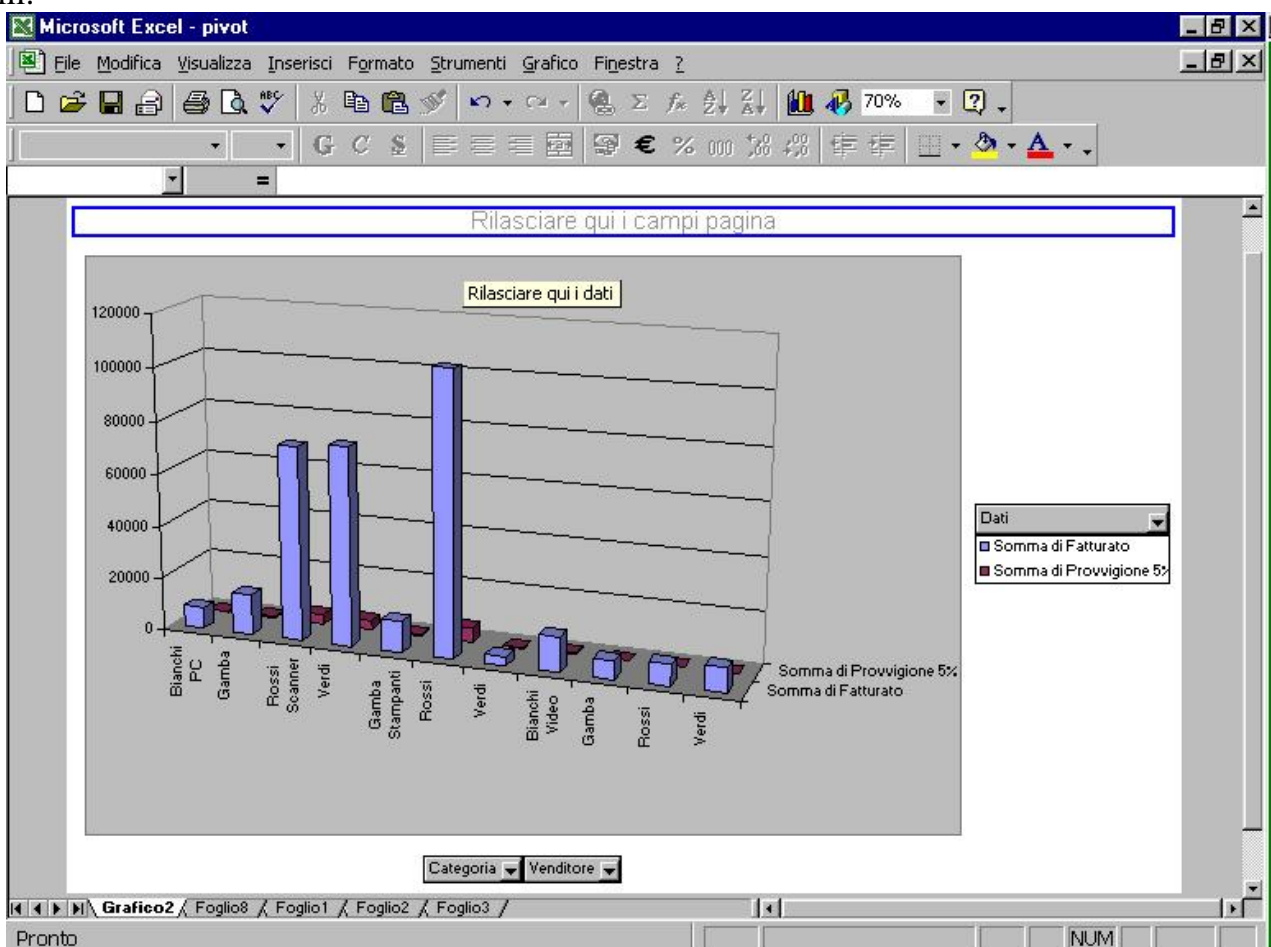 Microsoft Excel - pivot
File Modifica Visualizza Inserisci Formato Strumenti Grafico Finestra ?
70%
G C S € % 000
=
Rilasciare qui i campi pagina
Rilasciare qui i dati
120000
100000
80000
60000
40000
20000
0
Bianchi
PC
Gamba
Rossi
Scanner
Verdi
Gamba
Stampanti
Rossi
Verdi
Bianchi
Video
Gamba
Rossi
Verdi
Somma di Provvigione 5%
Somma di Fatturato
Dati
Somma di Fatturato
Somma di Provvigione 5%
Categoria Venditore
Grafico2 Foglio8 Foglio1 Foglio2 Foglio3
Pronto NUM